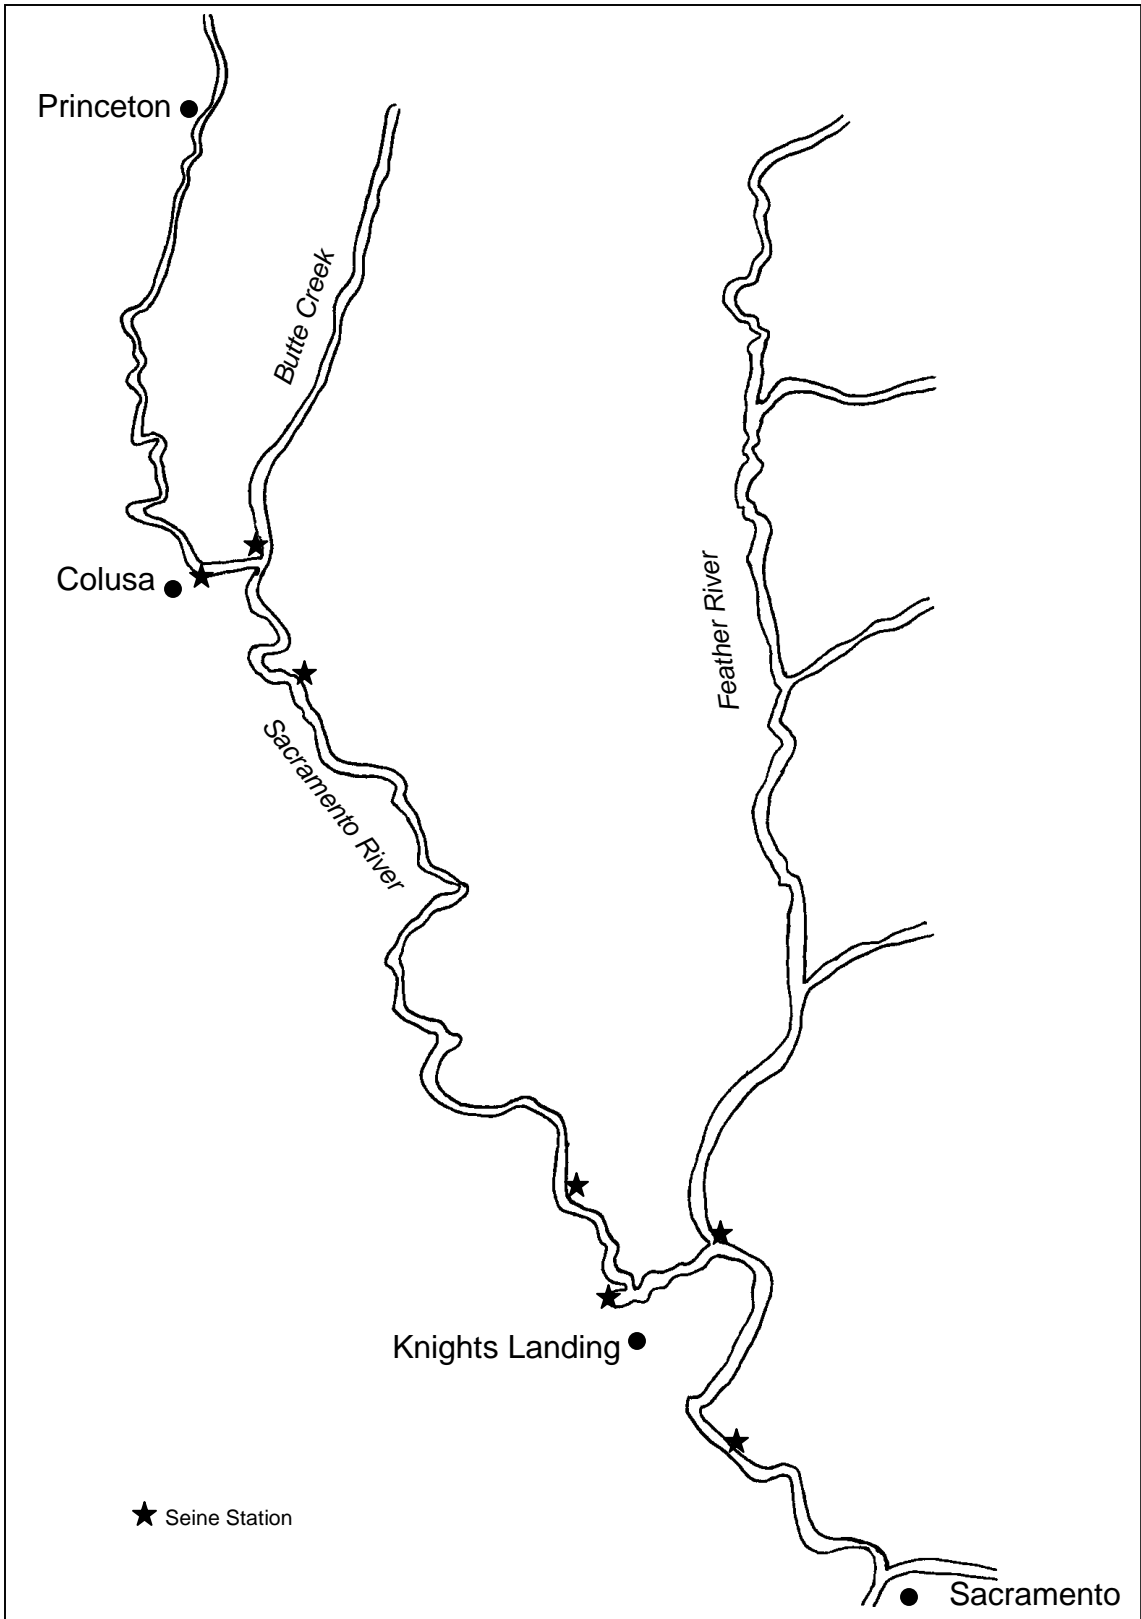 Princeton
Butte Creek
Colusa
Feather River
Sacramento River
Knights Landing
Seine Station
Sacramento